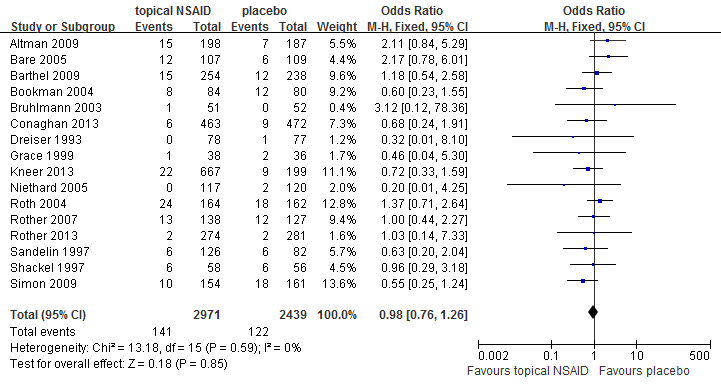 topical NSAID placebo Odds Ratio Odds Ratio
Study or Subgroup Events Total Events Total Weight M-H, Fixed, 95% CI M-H, Fixed, 95% CI
Altman 2009 15 198 7 187 5.5% 2.11 [0.84, 5.29]
Bare 2005 12 107 6 109 4.4% 2.17 [0.78, 6.01]
Barthel 2009 15 254 12 238 9.4% 1.18 [0.54, 2.58]
Bookman 2004 8 84 12 80 9.0% 0.60 [0.23, 1.55]
Bruhlmann 2003 1 51 0 52 0.4% 3.12 [0.12, 78.36]
Conaghan 2013 6 463 9 472 7.1% 0.68 [0.24, 1.91]
Dreiser 1993 0 78 1 77 1.2% 0.32 [0.01, 8.10]
Grace 1999 1 38 2 36 1.6% 0.46 [0.04, 5.30]
Kneer 2013 22 667 9 199 11.1% 0.72 [0.33, 1.59]
Niethard 2005 0 117 2 120 2.0% 0.20 [0.01, 4.25]
Roth 2004 24 164 18 162 12.5% 1.37 [0.71, 2.64]
Rother 2007 13 138 12 127 9.2% 1.00 [0.44, 2.27]
Rother 2013 2 274 2 281 1.6% 1.03 [0.14, 7.33]
Sandelin 1997 6 126 6 82 5.7% 0.63 [0.20, 2.04]
Shackel 1997 6 58 6 56 4.5% 0.96 [0.29, 3.18]
Simon 2009 10 154 18 161 13.6% 0.55 [0.25, 1.24]
Total (95% CI) 2971 2439 100.0% 0.98 [0.76, 1.26]
Total events 141 122
Heterogeneity: Chi² = 13.18, df = 15 (P = 0.59); I² = 0%
Test for overall effect: Z = 0.18 (P = 0.85)
0.002 0.1 1 10 500
Favours topical NSAID Favours placebo